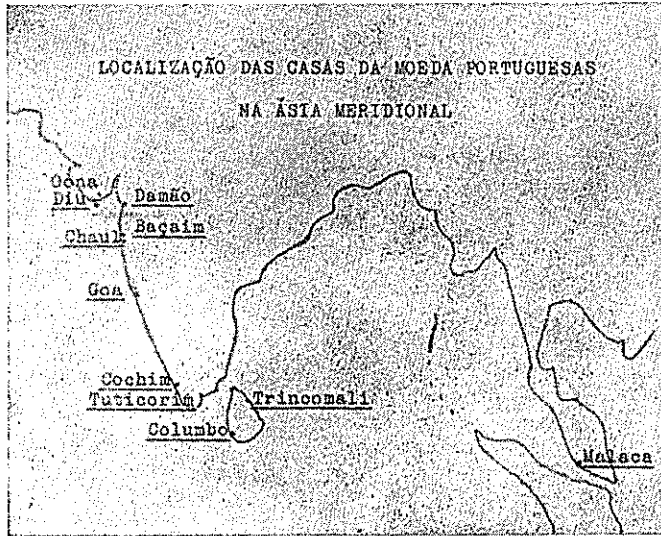 LOCALIZAÇÃO DAS CASAS DA MOEDA PORTUGUESAS
NA ÁSIA MERIDIONAL
Oóna
Diu
Damão
Baçaim
Chaul
Goa
Cochim
Tuticorim
Trincomali
Columbo
Malaca